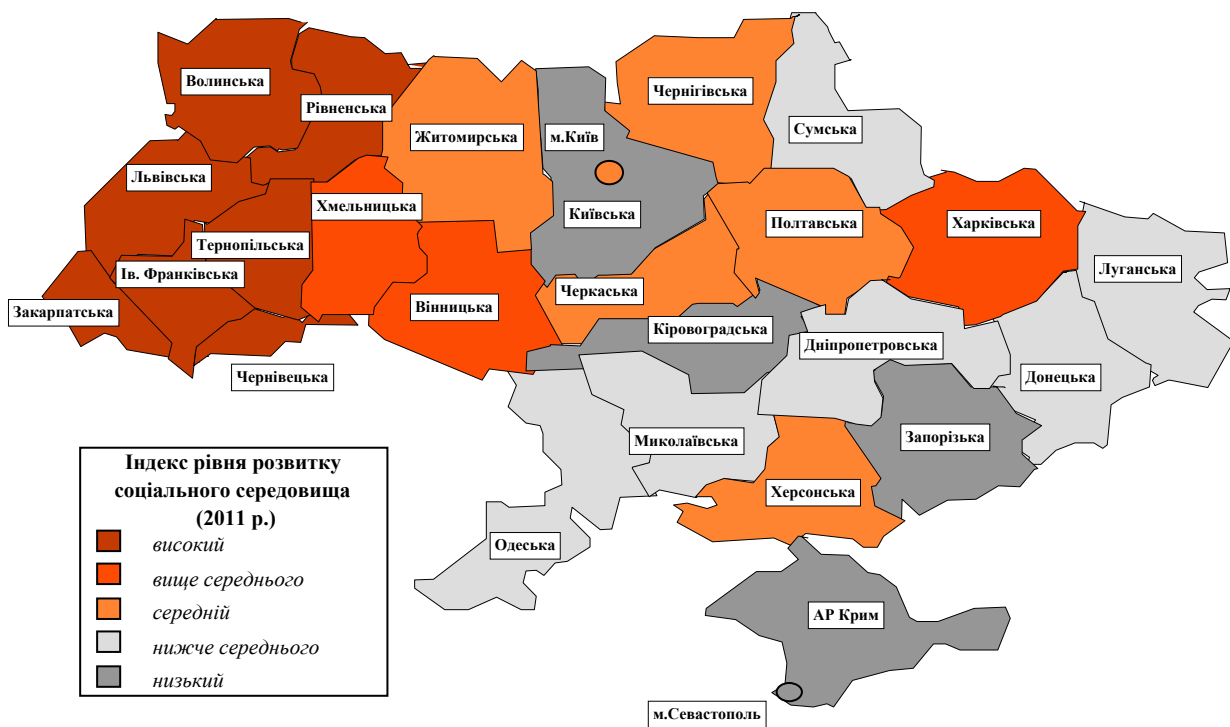 Волинська
Рівненська
Чернігівська
Житомирська
м.Київ
Сумська
Львівська
Хмельницька
Київська
Полтавська
Харківська
Тернопільська
Луганська
Ів. Франківська
Закарпатська
Вінницька
Черкаська
Кіровоградська
Дніпропетровська
Чернівецька
Донецька
Миколаївська
Запорізька
Херсонська
Одеська
АР Крим
м.Севастополь
Індекс рівня розвитку
соціального середовища
(2011 р.)
високий
вище середнього
середній
нижче середнього
низький